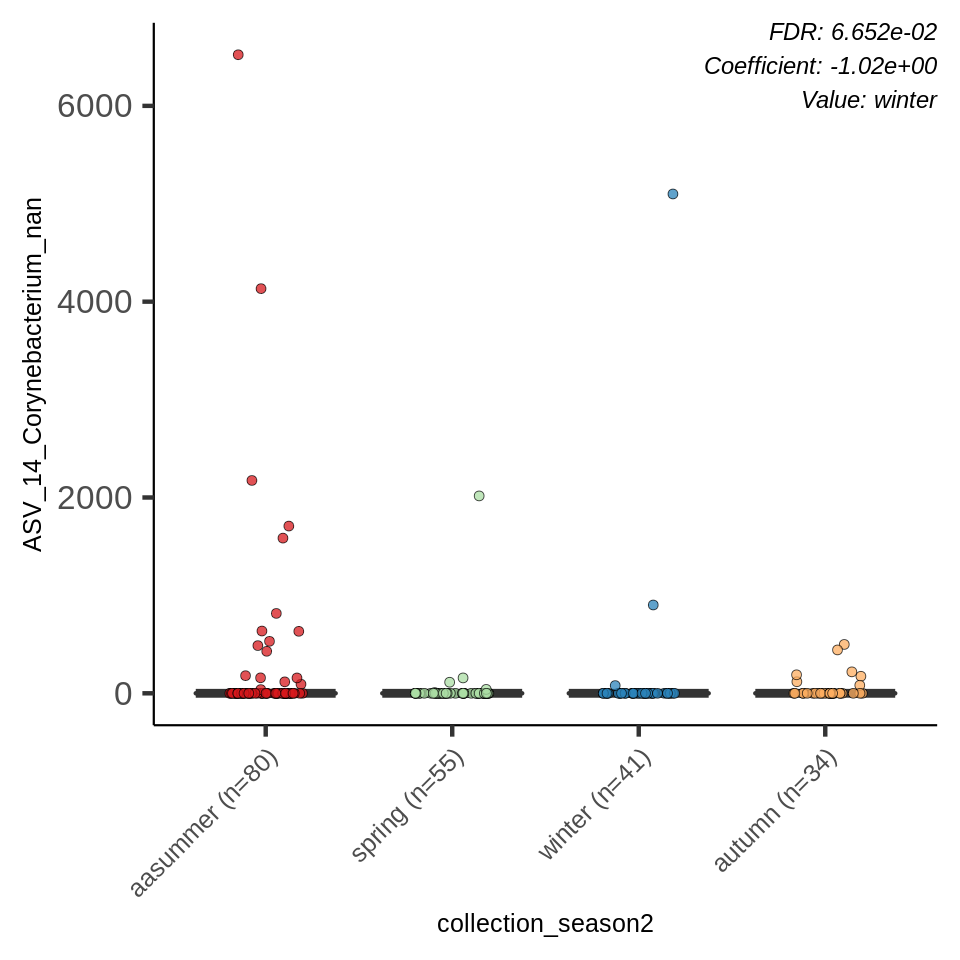 FDR: 6.652e-02
Coefficient: -1.02e+00
Value: winter
ASV_14_Corynebacterium_nan
6000
4000
2000
0
aasummer (n=80)
spring (n=55)
winter (n=41)
autumn (n=34)
collection_season2